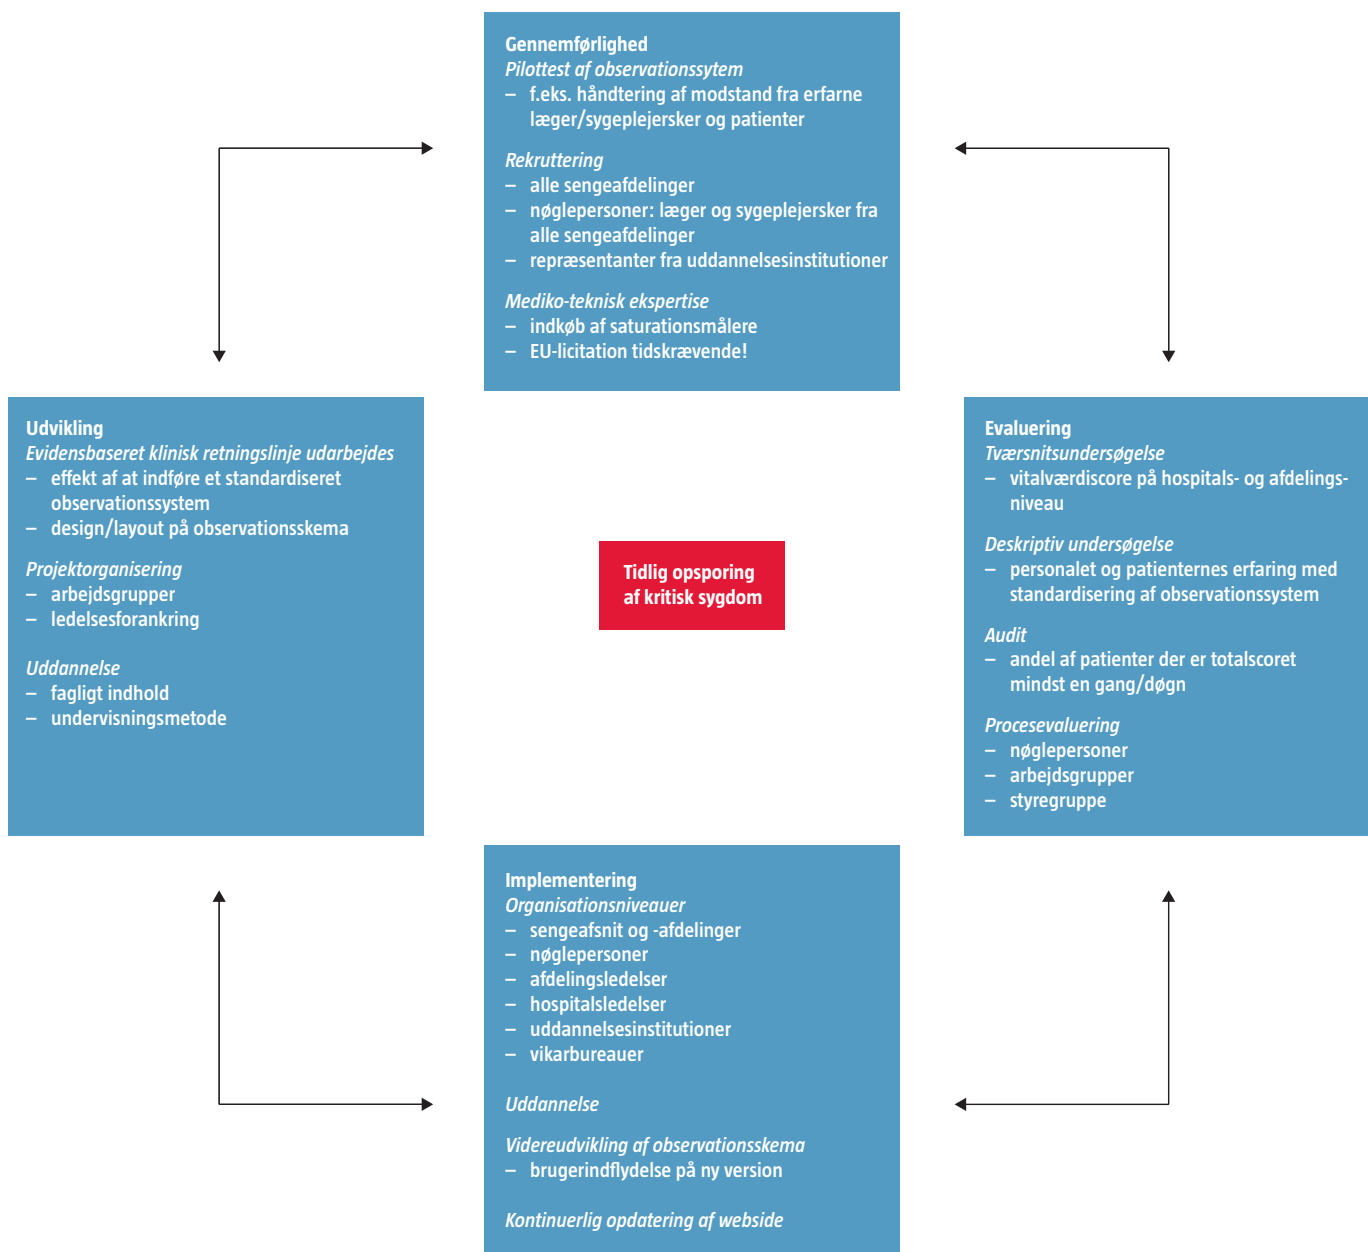 Gennemførlighed
Pilottest af observationssytem
– f.eks. håndtering af modstand fra erfarne
læger/sygeplejersker og patienter
Rekruttering
– alle sengeafdelinger
– nøglepersoner: læger og sygeplejersker fra
alle sengeafdelinger
– repræsentanter fra uddannelsesinstitutioner
Mediko-teknisk ekspertise
– indkøb af saturationsmålere
– EU-licitation tidskrævende!
Udvikling
Evidensbaseret klinisk retningslinje udarbejdes
– effekt af at indføre et standardiseret
observationssystem
– design/layout på observationsskema
Projektorganisering
– arbejdsgrupper
– ledelsesforankring
Uddannelse
– fagligt indhold
– undervisningsmetode
Tidlig opsporing
af kritisk sygdom
Evaluering
Tværsnitsundersøgelse
– vitalværdiscore på hospitals- og afdelings-
niveau
Deskriptiv undersøgelse
– personalet og patienternes erfaring med
standardisering af observationssystem
Audit
– andel af patienter der er totalscoret
mindst en gang/døgn
Procesevaluering
– nøglepersoner
– arbejdsgrupper
– styregruppe
Implementering
Organisationsniveauer
– sengeafsnit og -afdelinger
– nøglepersoner
– afdelingsledelser
– hospitalsledelser
– uddannelsesinstitutioner
– vikarbureauer
Uddannelse
Videreudvikling af observationsskema
– brugerindflydelse på ny version
Kontinuerlig opdatering af webside